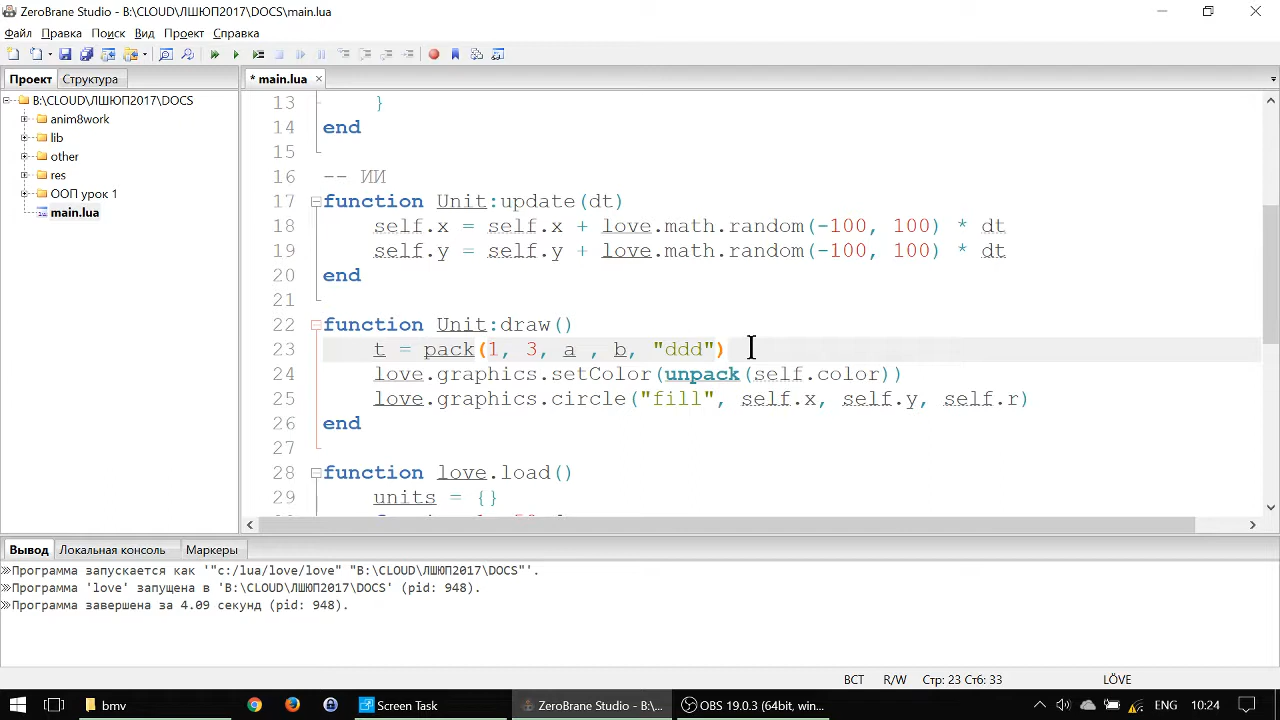 ZeroBrane Studio - B:\CLOUD\ЛШЮП2017\DOCS\main.lua
Файл Правка Поиск Вид Проект Справка
Проект Структура
* main.lua
B:\CLOUD\ЛШЮП2017\DOCS
anim8work
lib
other
res
ООП урок 1
main.lua
13 }
14 end
15
16 -- ИИ
17 function Unit:update(dt)
18 self.x = self.x + love.math.random(-100, 100) * dt
19 self.y = self.y + love.math.random(-100, 100) * dt
20 end
21
22 function Unit:draw()
23 t = pack(1, 3, a , b, "ddd")
24 love.graphics.setColor(unpack(self.color))
25 love.graphics.circle("fill", self.x, self.y, self.r)
26 end
27
28 function love.load()
29 units = {}
Вывод Локальная консоль Маркеры
Программа запускается как '"c:/lua/love/love" "B:\CLOUD\ЛШЮП2017\DOCS"'.
Программа 'love' запущена в 'B:\CLOUD\ЛШЮП2017\DOCS' (pid: 948).
Программа завершена за 4.09 секунд (pid: 948).
ВСТ R/W Стр: 23 Стб: 33 LÖVE
bmv Screen Task ZeroBrane Studio - B:\... OBS 19.0.3 (64bit, win... ENG 10:24